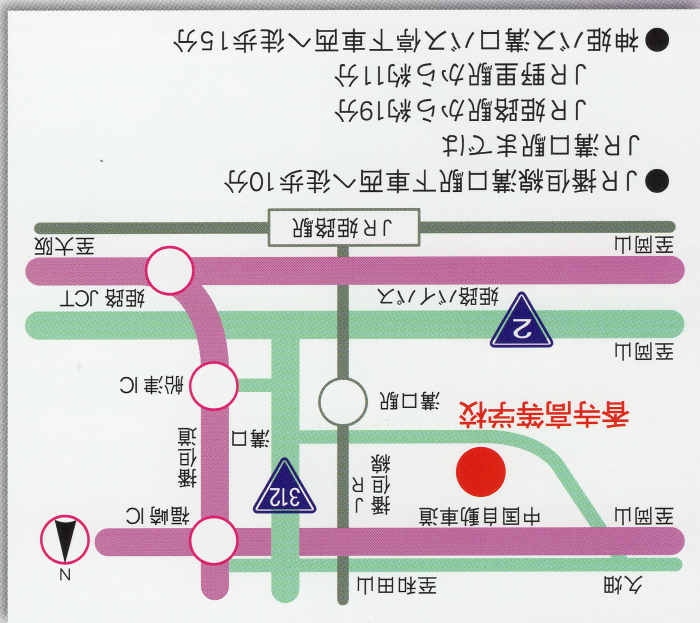 久畑
至和田山
N
至岡山
中国自動車道
福崎IC
312
JR播但線
溝口
播但道
香寺高等学校
溝口駅
船津IC
至岡山
2
姫路バイパス
姫路JCT
至岡山
JR姫路駅
至大阪
●JR播但線溝口駅下車西へ徒歩10分
JR溝口駅までは
JR姫路駅から約19分
JR野里駅から約11分
●神姫バス溝口バス停下車西へ徒歩15分